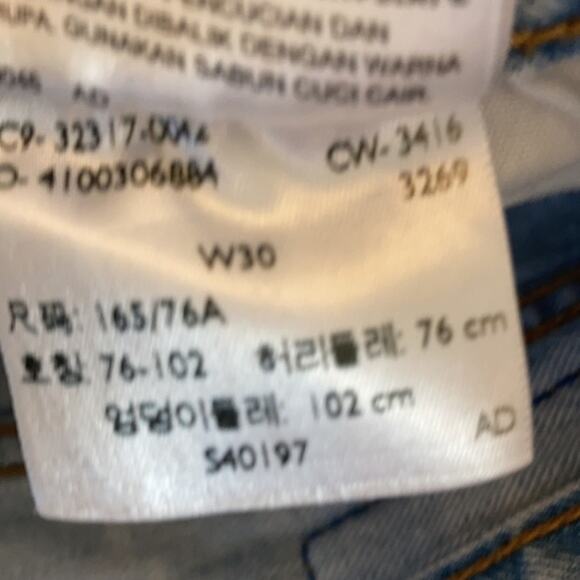 PENCUCIAN DAN
DIBALIK DENGAN WARNA
RUPA. GUNAKAN SABUN CUCI CAIR.
AD
C9-32317-0044 CW-3416
3269
W30
尺码: 165/76A
호칭: 76-102 허리둘레: 76 cm
엉덩이둘레: 102 cm
S40197 AD